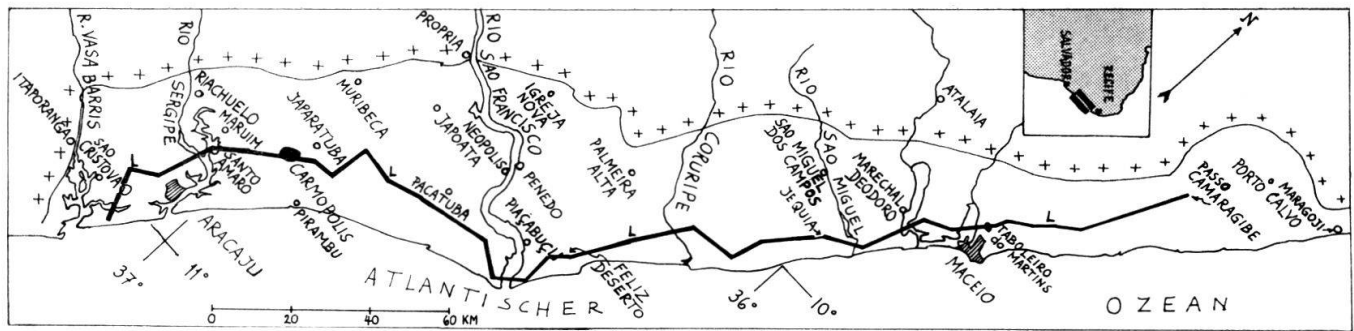 R. VASA BARRIS
ITAPORANGA
SAO
CRISTOVAO
RIO
SERGIPE
RIACHUELO
MARUIM
SANTO
AMARO
ARACAJU
37°
11°
JAPARATUBA
MURIBECA
CARMOPOLIS
PIRAMBU
L
PROPRIA
RIO
SAO FRANCISCO
JAPOATA
NEOPOLIS
PACATUBA
IGREJA
NOVA
PENEDO
PIAÇABUCU
FELIZ
DESERTO
L
PALMEIRA
ALTA
RIO
CORURIPE
RIO
SAO
MIGUEL
SAO
MIGUEL
DOS CAMPOS
JEQUIA
MARECHAL
DEODORO
ATALAIA
MACEIO
TABOLEIRO
do MARTINS
36°
10°
L
PASSO
CAMARAGIBE
PORTO CALVO
MARAGOJI
SALVADOR
RECIFE
N
ATLANTISCHER
OZEAN
0 20 40 60 KM